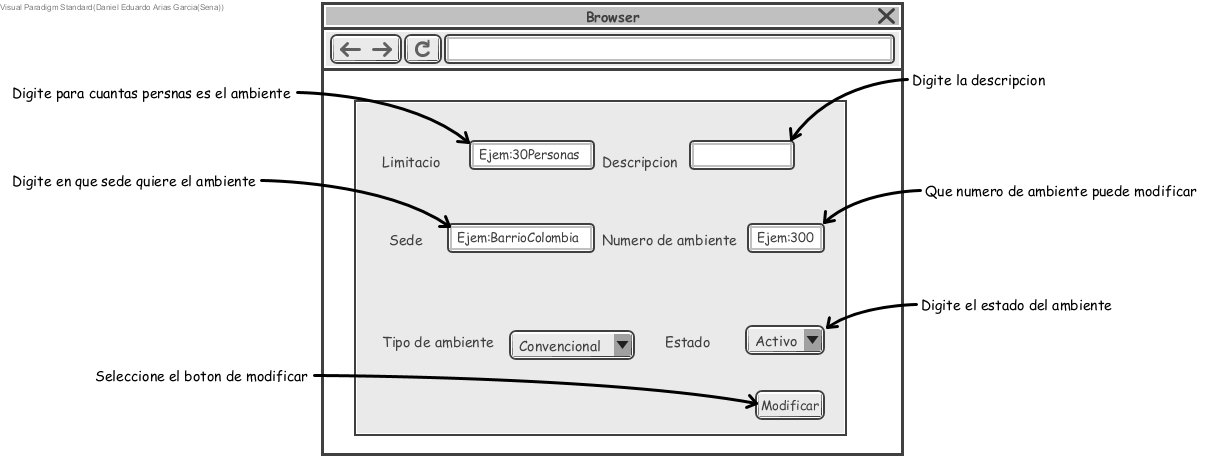 Visual Paradigm Standard(Daniel Eduardo Arias Garcia(Sena))
Browser
Digite la descripcion
Digite para cuantas persnas es el ambiente
Limitacio Ejem:30Personas Descripcion
Digite en que sede quiere el ambiente
Que numero de ambiente puede modificar
Sede Ejem:BarrioColombia Numero de ambiente Ejem:300
Digite el estado del ambiente
Tipo de ambiente Convencional Estado Activo
Seleccione el boton de modificar
Modificar